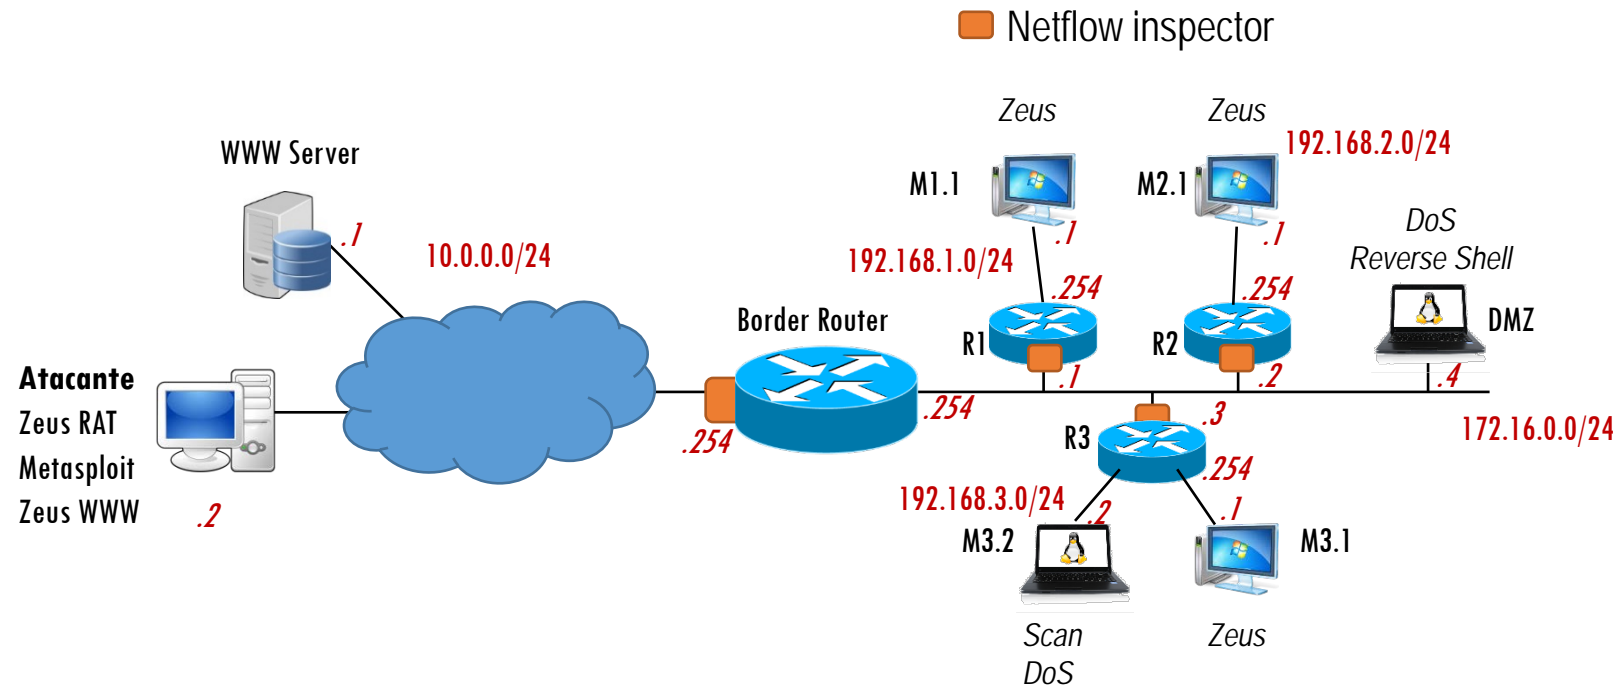 Netflow inspector
Zeus
Zeus
192.168.2.0/24
WWW Server
M1.1
M2.1
.1
.1
.1
DoS
Reverse Shell
10.0.0.0/24
192.168.1.0/24
.254
.254
Border Router
R1
R2
DMZ
Atacante
Zeus RAT
Metasploit
Zeus WWW
.2
.254
.254
.1
.2
.4
.3
172.16.0.0/24
R3
.254
192.168.3.0/24
.2
.1
M3.2
M3.1
Scan
DoS
Zeus